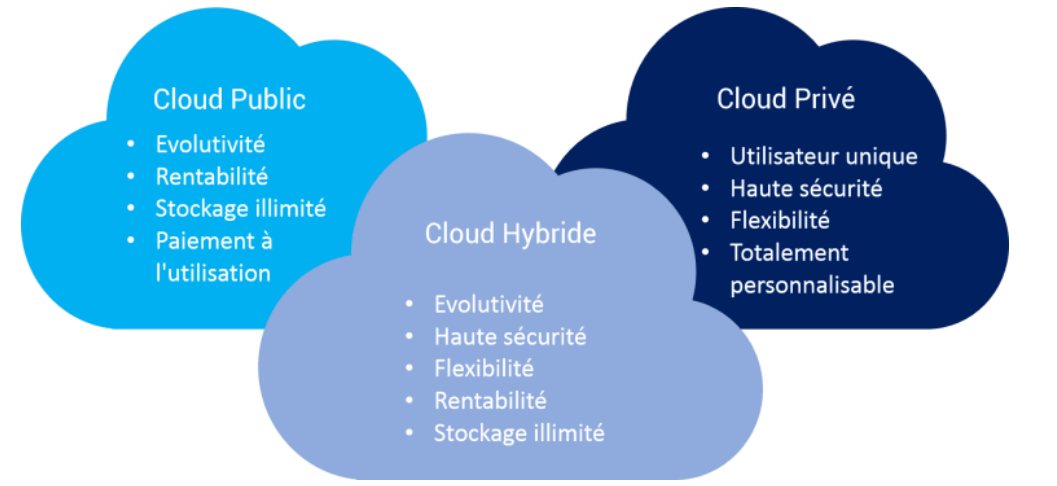 Cloud Public
• Evolutivité
• Rentabilité
• Stockage illimité
• Paiement à
l'utilisation
Cloud Privé
• Utilisateur unique
• Haute sécurité
• Flexibilité
• Totalement
personnalisable
Cloud Hybride
• Evolutivité
• Haute sécurité
• Flexibilité
• Rentabilité
• Stockage illimité